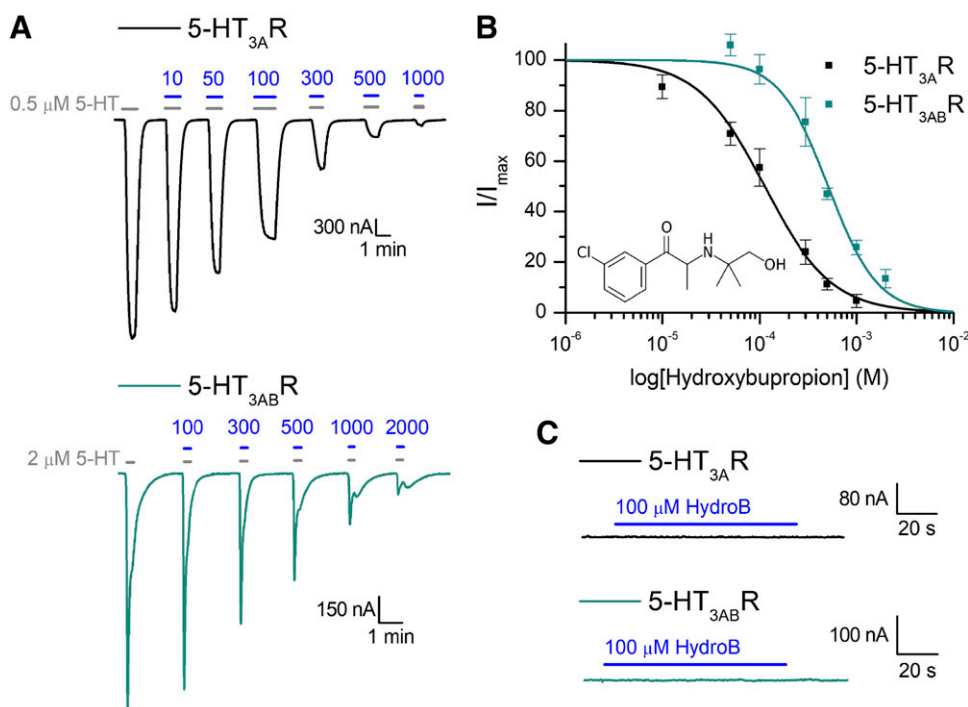 A
5-HT3AR
10 50 100 300 500 1000
0.5 µM 5-HT
300 nA
1 min
5-HT3ABR
100 300 500 1000 2000
2 µM 5-HT
150 nA
1 min
B
5-HT3AR
5-HT3ABR
I/Imax
100
80
60
40
20
0
Cl
O
H
N
OH
10-6 10-5 10-4 10-3 10-2
log[Hydroxybupropion] (M)
C
5-HT3AR
100 µM HydroB
80 nA
20 s
5-HT3ABR
100 µM HydroB
100 nA
20 s